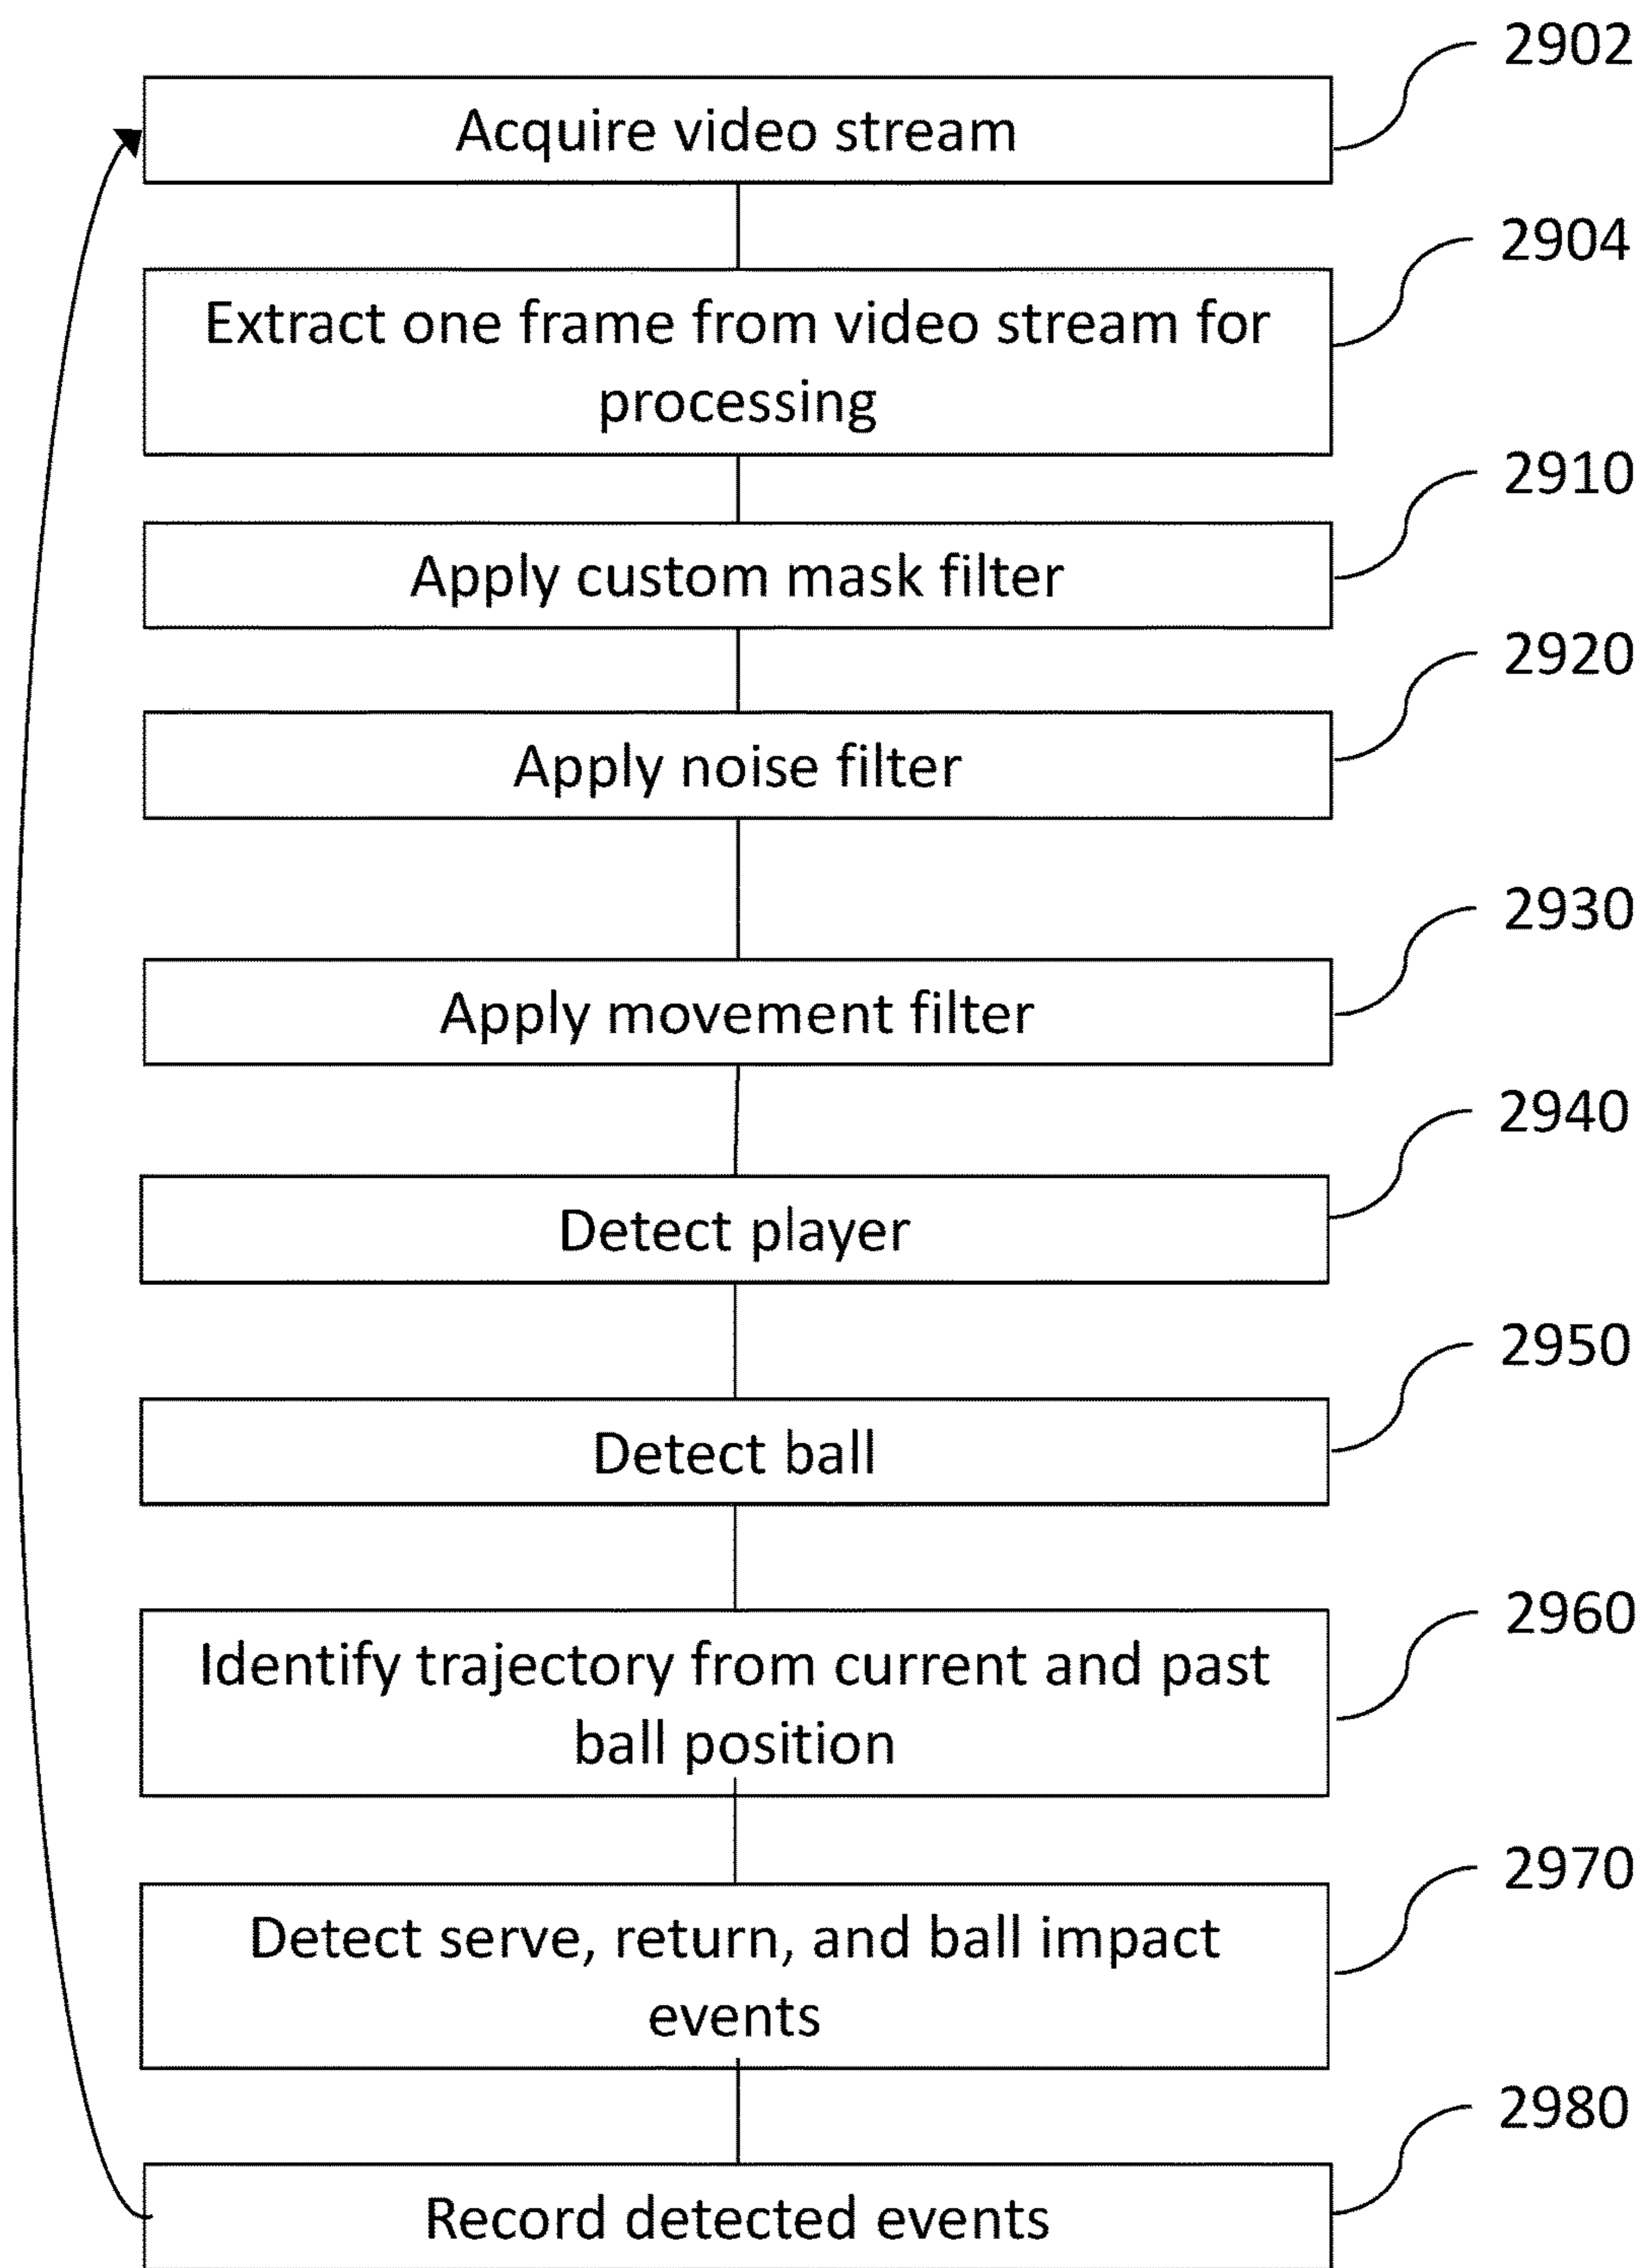 2902
Acquire video stream
2904
Extract one frame from video stream for
processing
2910
Apply custom mask filter
2920
Apply noise filter
2930
Apply movement filter
2940
Detect player
2950
Detect ball
2960
Identify trajectory from current and past
ball position
2970
Detect serve, return, and ball impact
events
2980
Record detected events